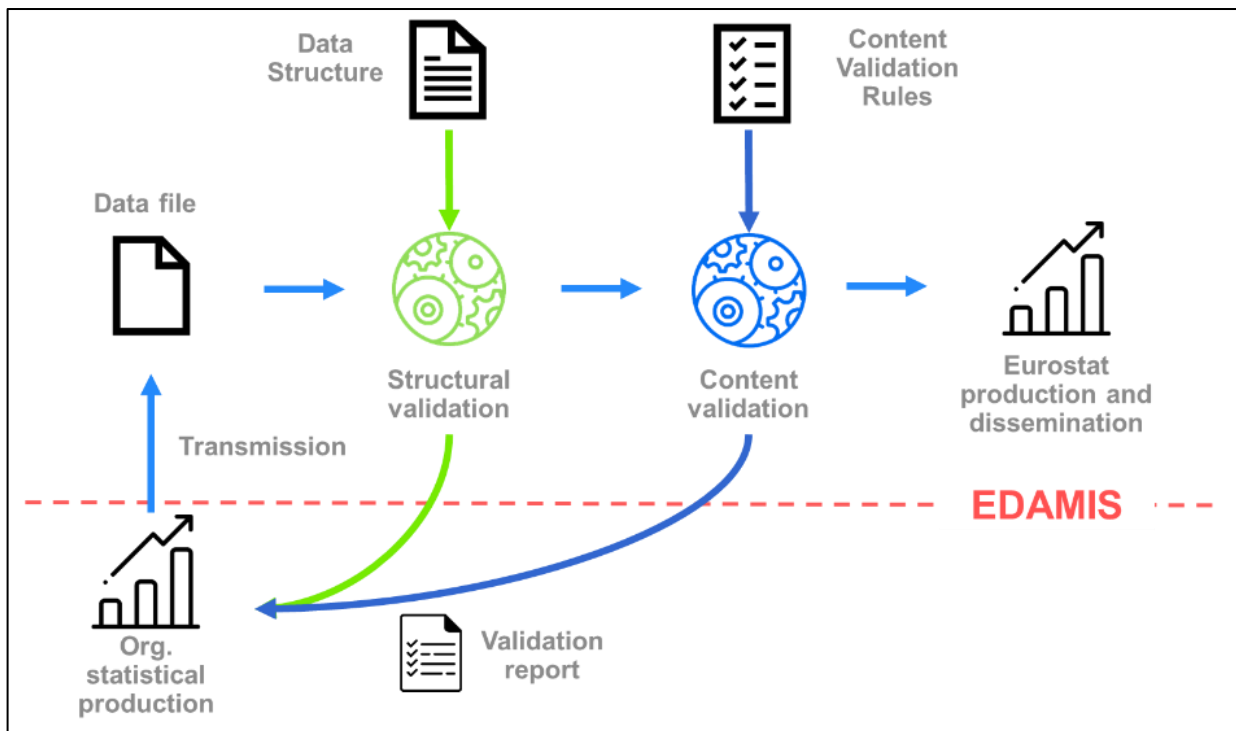 Data
Structure
Content
Validation
Rules
Data file
Structural
validation
Content
validation
Eurostat
production and
dissemination
Transmission
EDAMIS
Org.
statistical
production
Validation
report